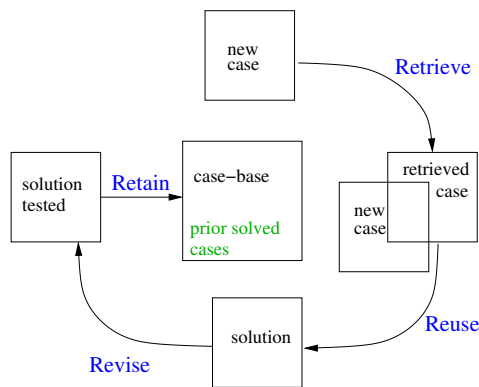 new
case
Retrieve
retrieved
case
new
case
solution
tested
Retain
case−base
prior solved
cases
Reuse
solution
Revise